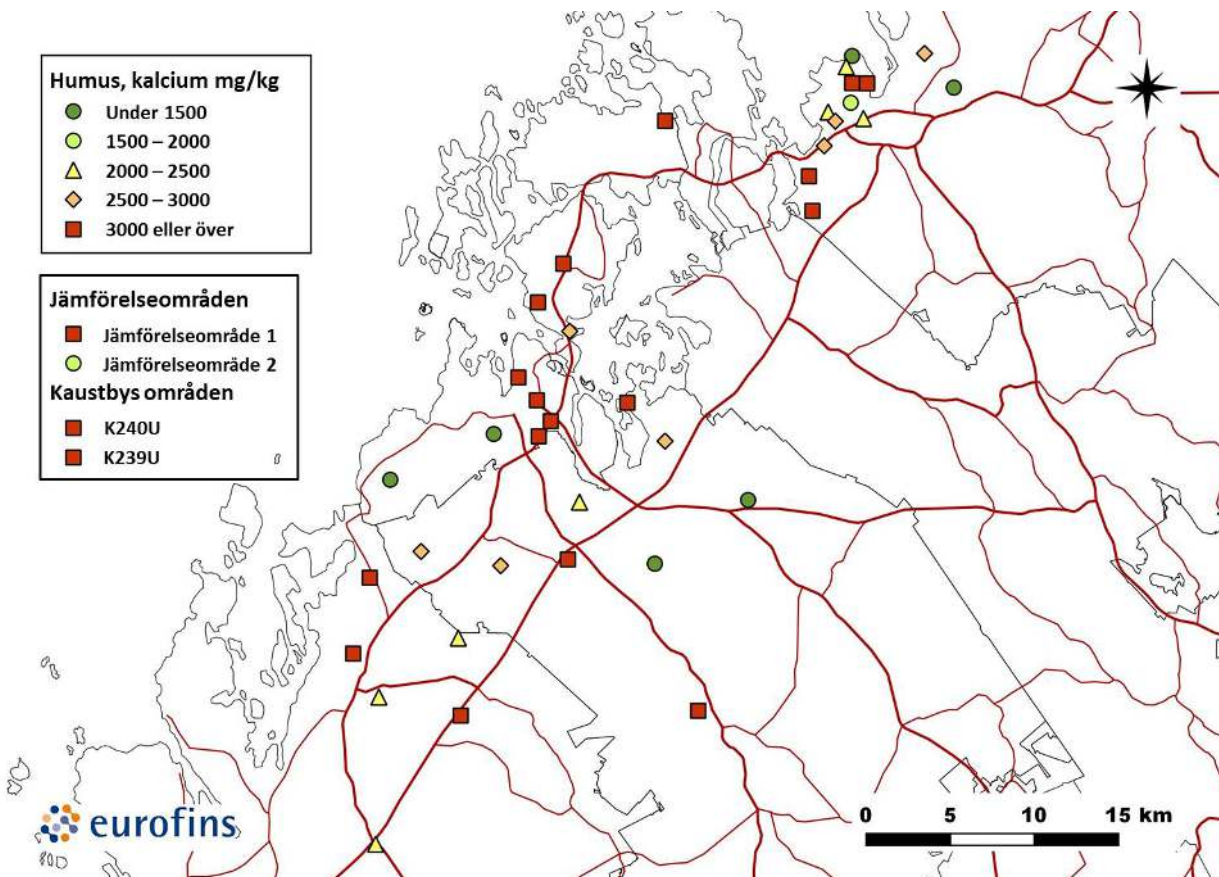 Humus, kalcium mg/kg
Under 1500
1500 – 2000
2000 – 2500
2500 – 3000
3000 eller över
Jämförelseområden
Jämförelseområde 1
Jämförelseområde 2
Kaustbys områden
K240U
K239U
eurofins
0 5 10 15 km